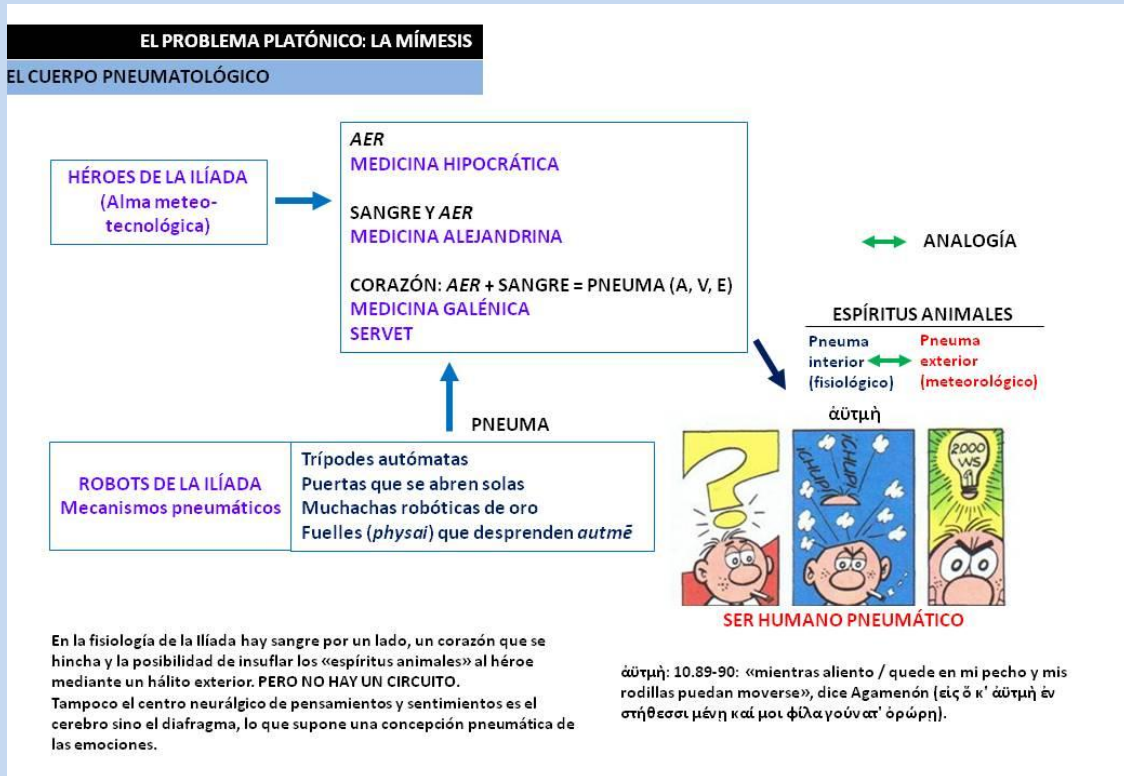 EL PROBLEMA PLATÓNICO: LA MÍMESIS
EL CUERPO PNEUMATOLÓGICO
HÉROES DE LA ILÍADA
(Alma meteo-
tecnológica)
AER
MEDICINA HIPOCRÁTICA
SANGRE Y AER
MEDICINA ALEJANDRINA
CORAZÓN: AER + SANGRE = PNEUMA (A, V, E)
MEDICINA GALÉNICA
SERVET
ANALOGÍA
ESPÍRITUS ANIMALES
Pneuma
interior
(fisiológico)
Pneuma
exterior
(meteorológico)
ἀϋτμὴ
PNEUMA
ROBOTS DE LA ILÍADA
Mecanismos pneumáticos
Trípodes autómatas
Puertas que se abren solas
Muchachas robóticas de oro
Fuelles (physai) que desprenden autmē
?
¡CHUP!
¡CHUP!
2000
WS
SER HUMANO PNEUMÁTICO
En la fisiología de la Ilíada hay sangre por un lado, un corazón que se
hincha y la posibilidad de insuflar los «espíritus animales» al héroe
mediante un hálito exterior. PERO NO HAY UN CIRCUITO.
Tampoco el centro neurálgico de pensamientos y sentimientos es el
cerebro sino el diafragma, lo que supone una concepción pneumática de
las emociones.
ἀϋτμὴ: 10.89-90: «mientras aliento / quede en mi pecho y mis
rodillas puedan moverse», dice Agamenón (εἰς ὅ κ' ἀϋτμὴ ἐν
στήθεσσι μένῃ καί μοι φίλα γούνατ' ὀρώρῃ).